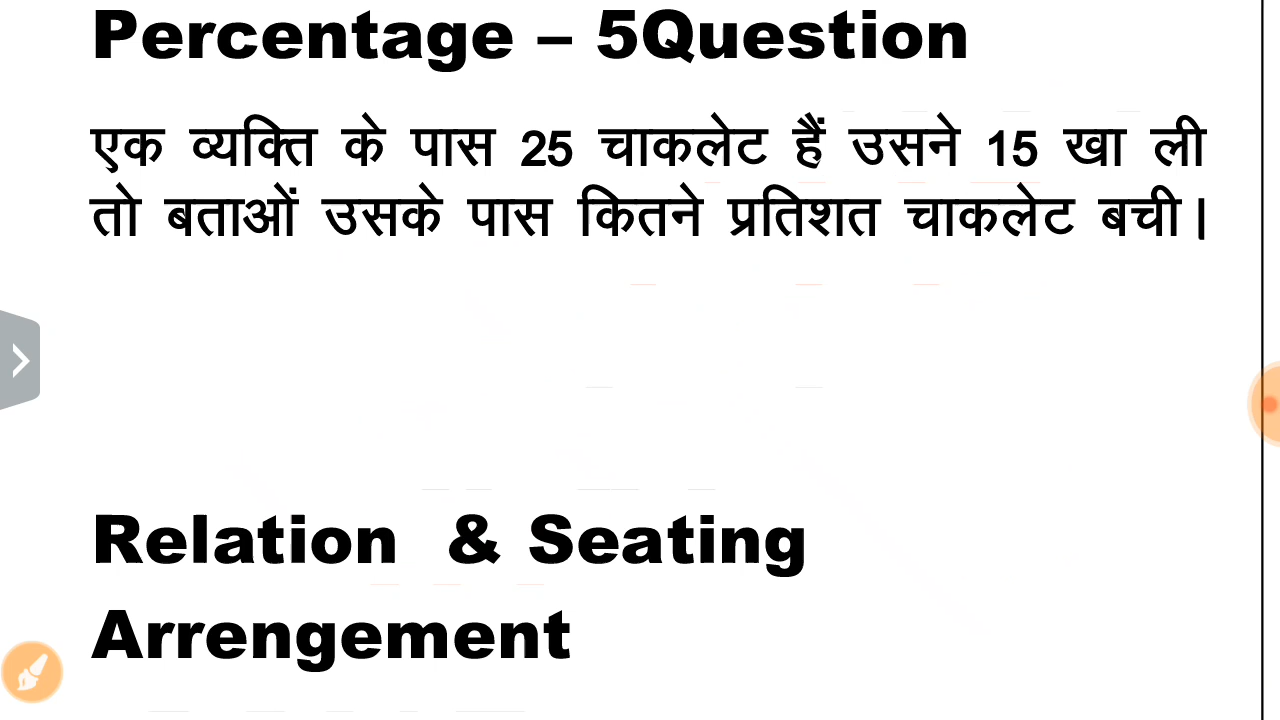 Percentage – 5Question
एक व्यक्ति के पास 25 चाकलेट हैं उसने 15 खा ली
तो बताओं उसके पास कितने प्रतिशत चाकलेट बची।
Relation & Seating
Arrengement